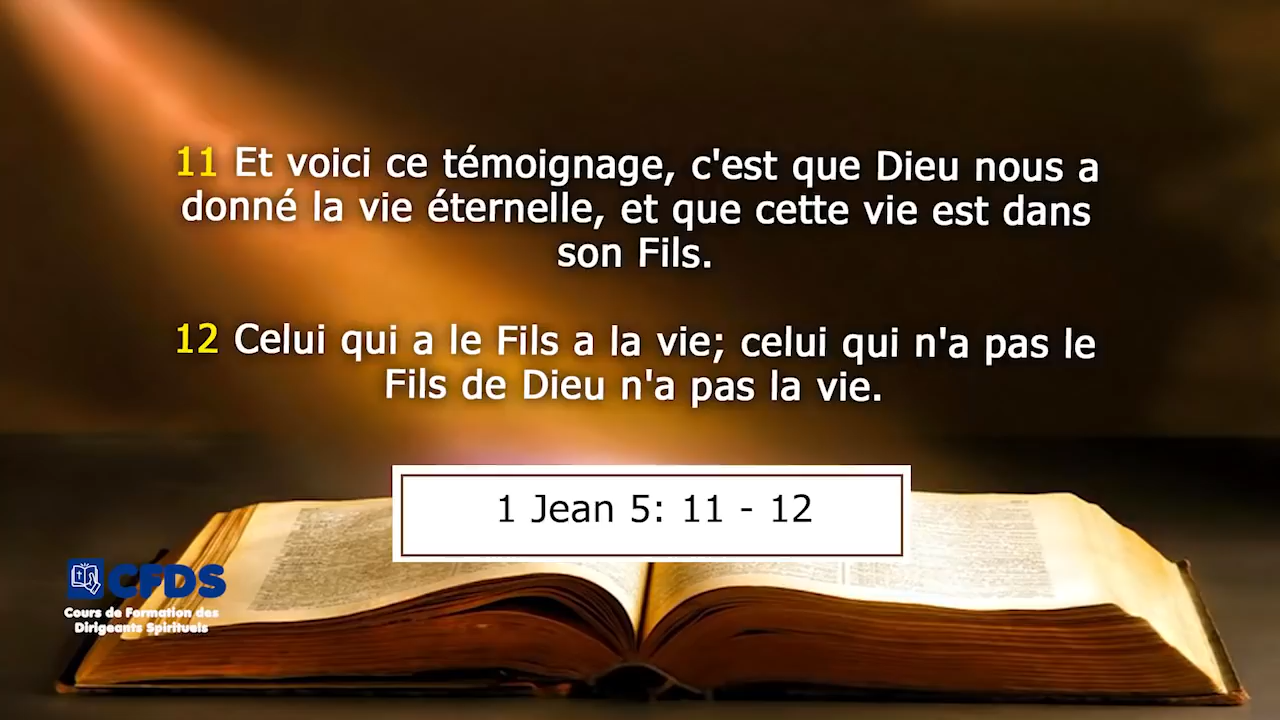 11 Et voici ce témoignage, c'est que Dieu nous a
donné la vie éternelle, et que cette vie est dans
son Fils.
12 Celui qui a le Fils a la vie; celui qui n'a pas le
Fils de Dieu n'a pas la vie.
1 Jean 5: 11 - 12
CFDS
Cours de Formation des
Dirigeants Spirituels